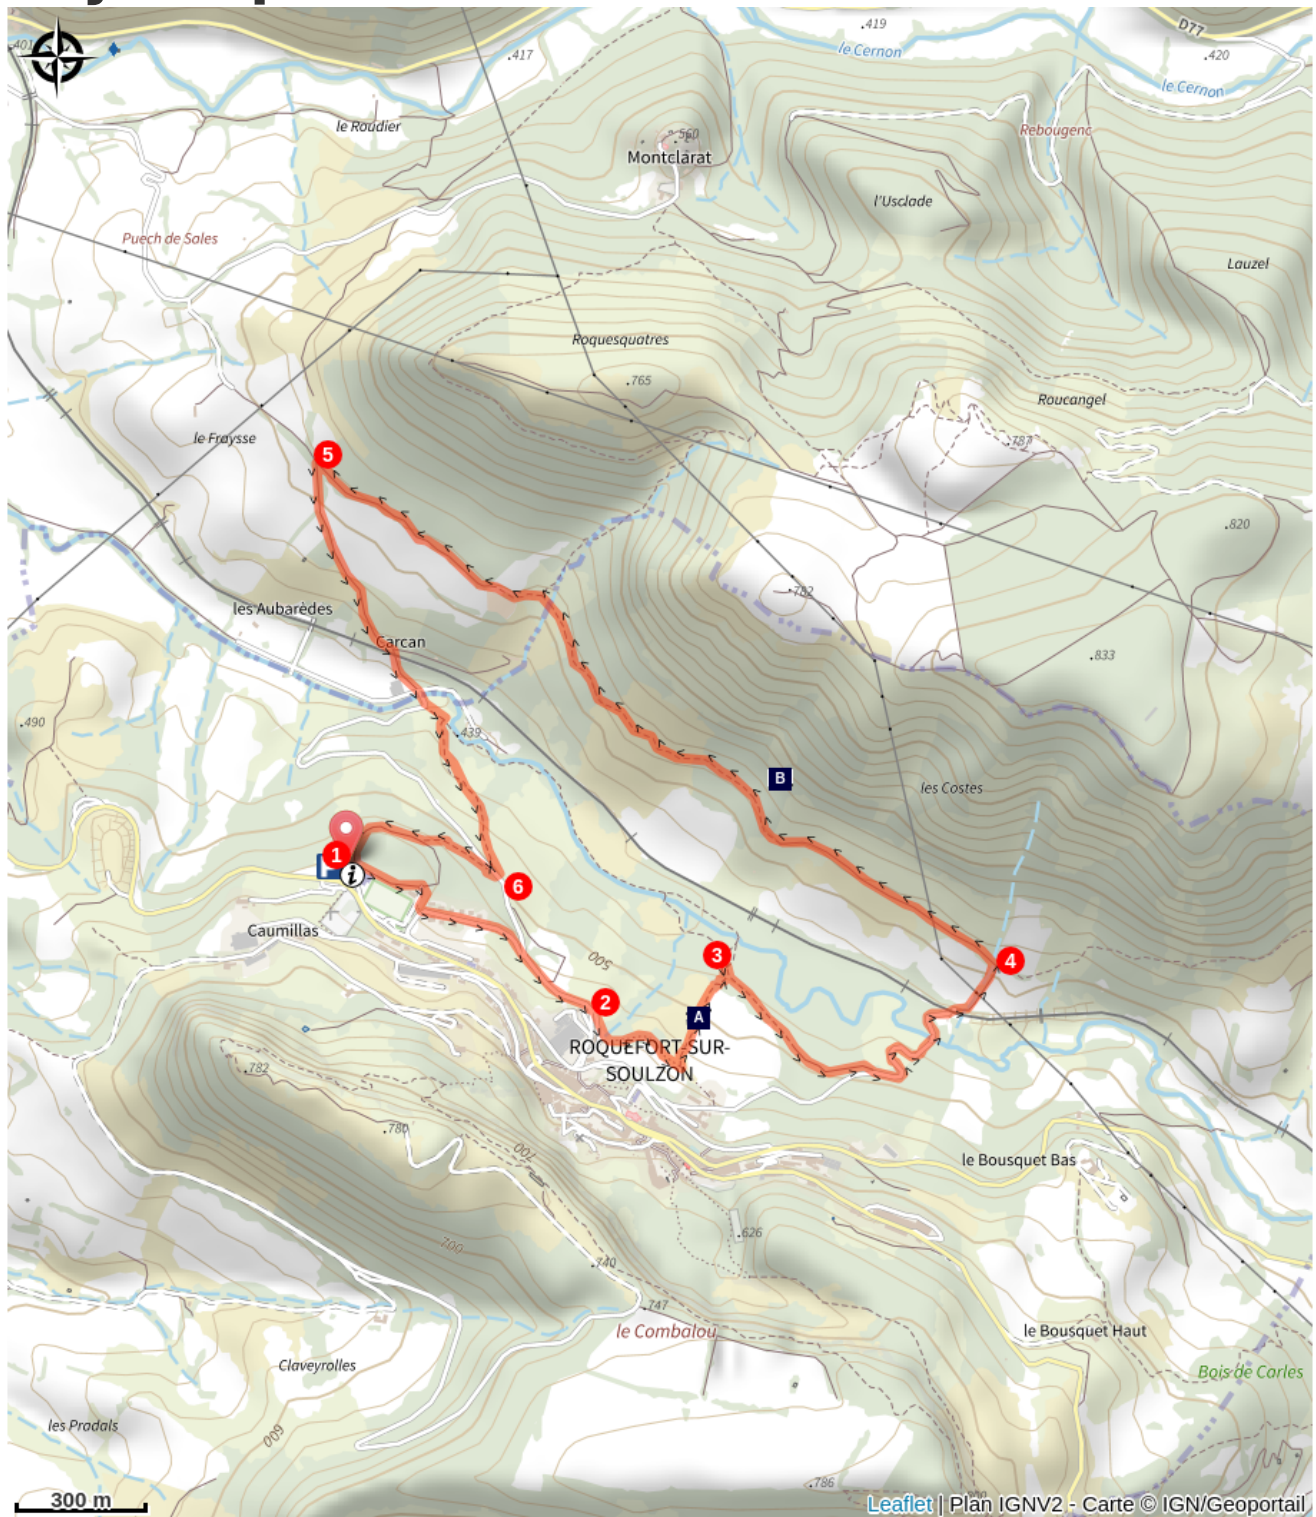 .419
D77
le Cernon
.417
.420
.401
le Cernon
le Roudier
Rebougenc
.560
Montclarat
l'Usclade
Puech de Sales
Lauzel
Roquesquatres
.765
Roucangel
le Fraysse
.787
5
.820
.782
les Aubarèdes
Carcan
.833
.490
.439
B
les Costes
1
i
6
Caumillas
3
500
4
2
A
ROQUEFORT-SUR-
SOULZON
.782
.780
700
le Bousquet Bas
.626
700
.740
.747
le Combalou
le Bousquet Haut
Claveyrolles
Bois de Carles
les Pradals
600
.786
300 m
Leaflet | Plan IGNV2 - Carte © IGN/Geoportail